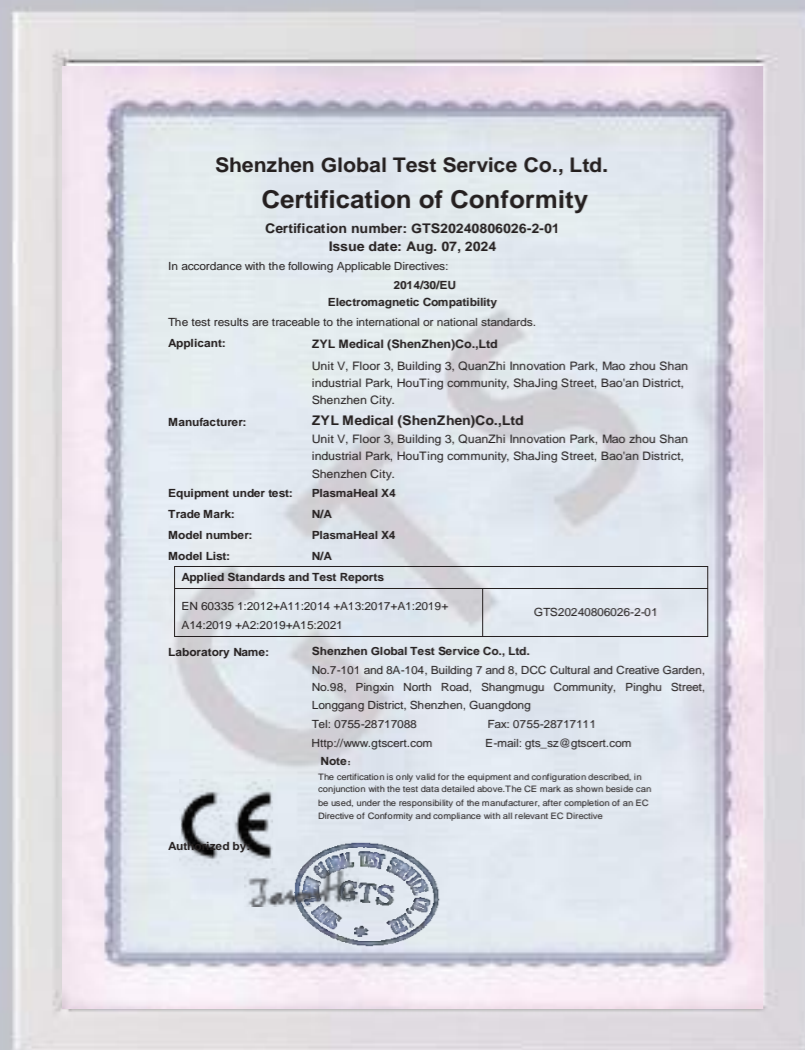 Shenzhen Global Test Service Co., Ltd.
Certification of Conformity
Certification number: GTS20240806026-2-01
Issue date: Aug. 07, 2024
In accordance with the following Applicable Directives:
2014/30/EU
Electromagnetic Compatibility
The test results are traceable to the international or national standards.
Applicant: ZYL Medical (ShenZhen)Co.,Ltd
Unit V, Floor 3, Building 3, QuanZhi Innovation Park, Mao zhou Shan
industrial Park, HouTing community, ShaJing Street, Bao'an District,
Shenzhen City.
Manufacturer: ZYL Medical (ShenZhen)Co.,Ltd
Unit V, Floor 3, Building 3, QuanZhi Innovation Park, Mao zhou Shan
industrial Park, HouTing community, ShaJing Street, Bao'an District,
Shenzhen City.
Equipment under test: PlasmaHeal X4
Trade Mark: N/A
Model number: PlasmaHeal X4
Model List: N/A
Applied Standards and Test Reports
EN 60335 1:2012+A11:2014 +A13:2017+A1:2019+
A14:2019 +A2:2019+A15:2021
GTS20240806026-2-01
Laboratory Name: Shenzhen Global Test Service Co., Ltd.
No.7-101 and 8A-104, Building 7 and 8, DCC Cultural and Creative Garden,
No.98, Pingxin North Road, Shangmugu Community, Pinghu Street,
Longgang District, Shenzhen, Guangdong
Tel: 0755-28717088 Fax: 0755-28717111
Http://www.gtscert.com E-mail: gts_sz@gtscert.com
Note：
The certification is only valid for the equipment and configuration described, in
conjunction with the test data detailed above.The CE mark as shown beside can
be used, under the responsibility of the manufacturer, after completion of an EC
Directive of Conformity and compliance with all relevant EC Directive
CE
Authorized by:
GLOBAL TEST SERVICE CO., LTD.
GTS
GTS